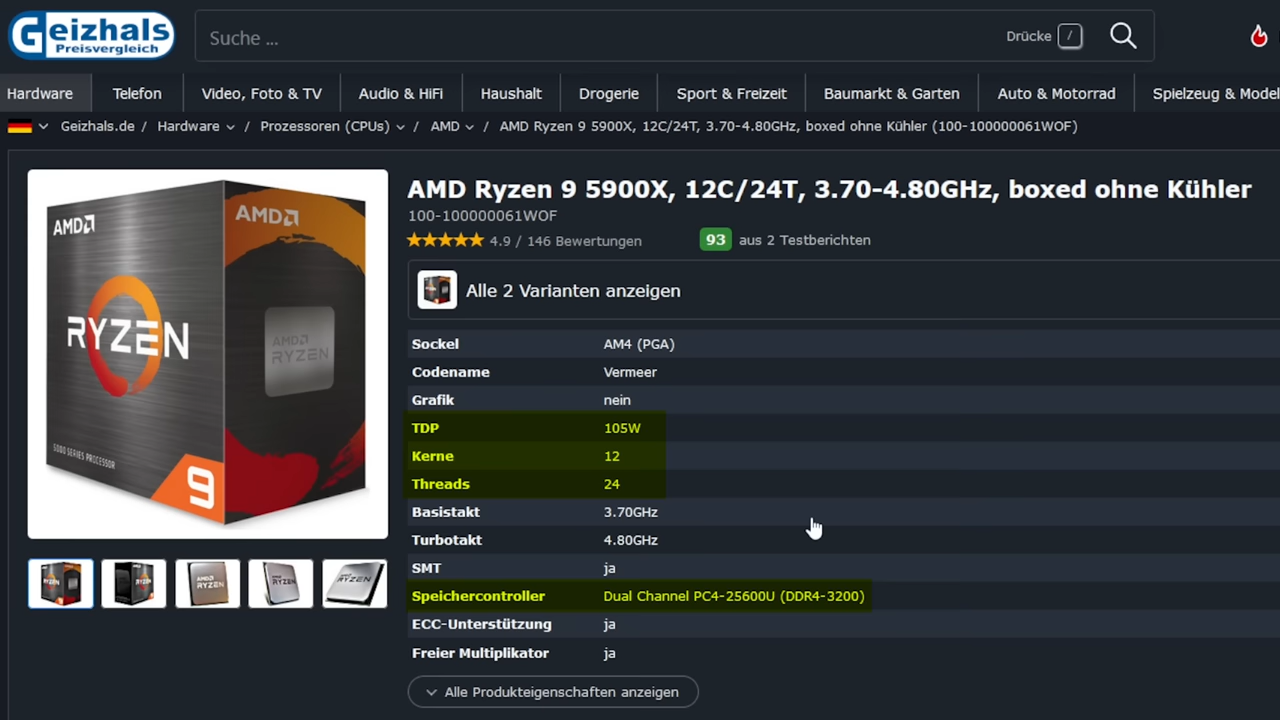 Geizhals
Preisvergleich
Suche ...
Drücke /
Hardware Telefon Video, Foto & TV Audio & HiFi Haushalt Drogerie Sport & Freizeit Baumarkt & Garten Auto & Motorrad Spielzeug & Model
Geizhals.de / Hardware / Prozessoren (CPUs) / AMD / AMD Ryzen 9 5900X, 12C/24T, 3.70-4.80GHz, boxed ohne Kühler (100-100000061WOF)
AMD
AMD
RYZEN
AMD
RYZEN
5000 SERIES PROCESSOR
9
AMD Ryzen 9 5900X, 12C/24T, 3.70-4.80GHz, boxed ohne Kühler
100-100000061WOF
4.9 / 146 Bewertungen 93 aus 2 Testberichten
Alle 2 Varianten anzeigen
Sockel AM4 (PGA)
Codename Vermeer
Grafik nein
TDP 105W
Kerne 12
Threads 24
Basistakt 3.70GHz
Turbotakt 4.80GHz
SMT ja
Speichercontroller Dual Channel PC4-25600U (DDR4-3200)
ECC-Unterstützung ja
Freier Multiplikator ja
Alle Produkteigenschaften anzeigen